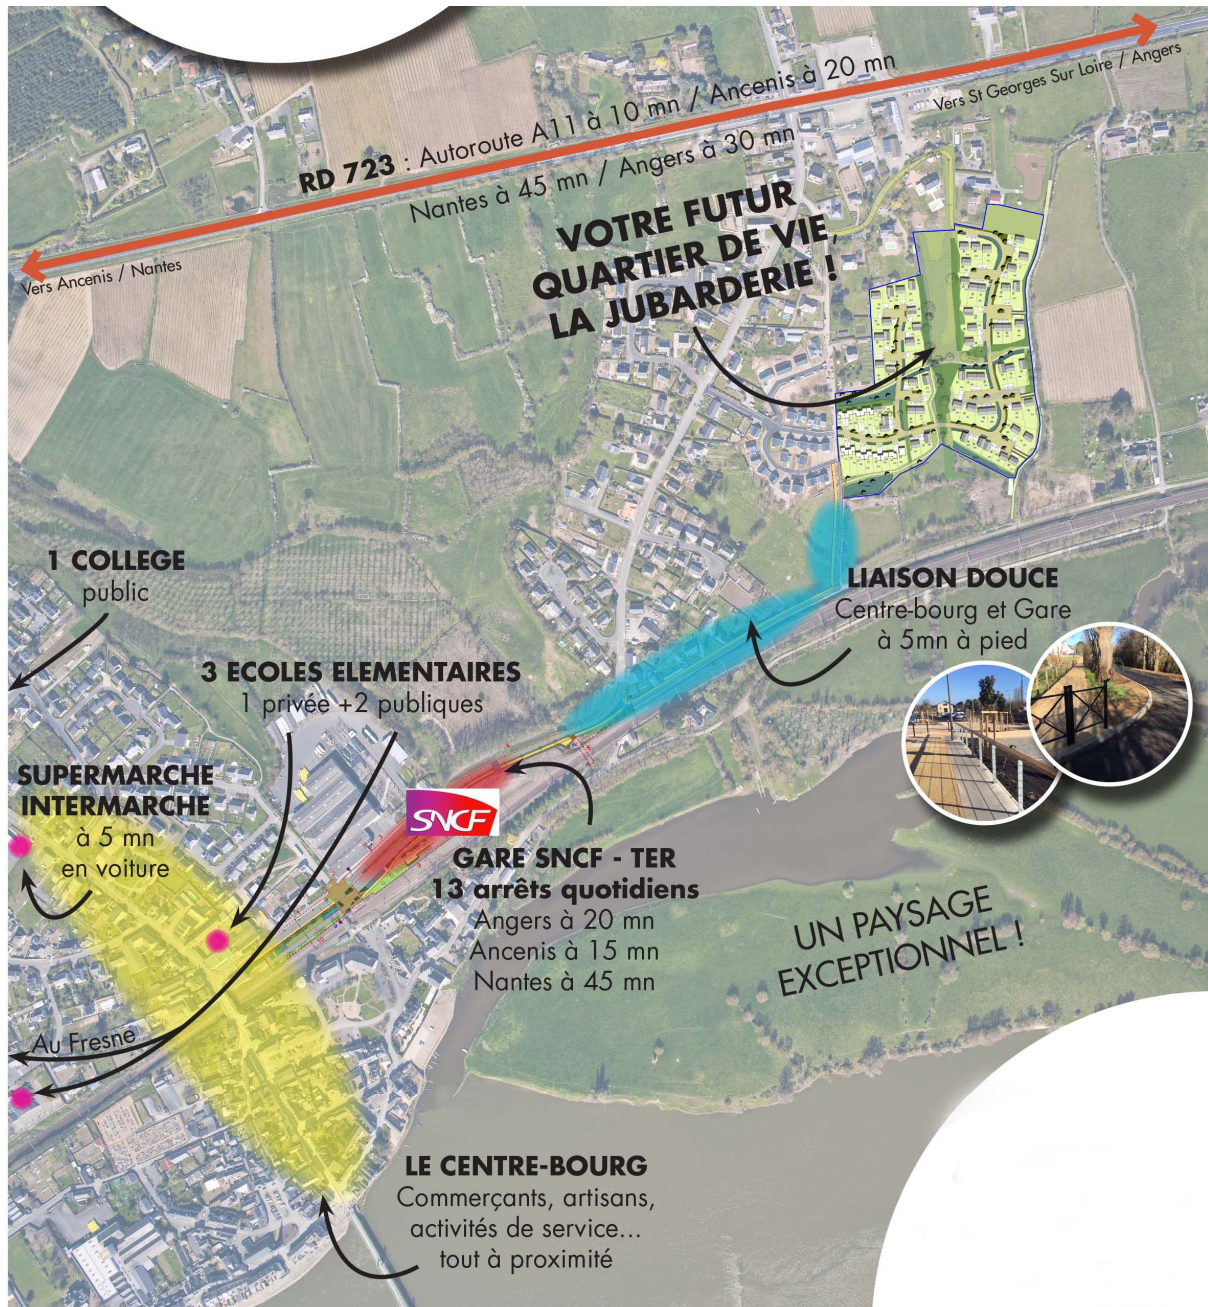 RD 723 : Autoroute A11 à 10 mn / Ancenis à 20 mn
Nantes à 45 mn / Angers à 30 mn
Vers St Georges Sur Loire / Angers
Vers Ancenis / Nantes
VOTRE FUTUR
QUARTIER DE VIE,
LA JUBARDERIE !
1 COLLEGE
public
LIAISON DOUCE
Centre-bourg et Gare
à 5mn à pied
3 ECOLES ELEMENTAIRES
1 privée +2 publiques
SUPERMARCHE
INTERMARCHE
à 5 mn
en voiture
SNCF
GARE SNCF - TER
13 arrêts quotidiens
Angers à 20 mn
Ancenis à 15 mn
Nantes à 45 mn
UN PAYSAGE
EXCEPTIONNEL !
Au Fresne
LE CENTRE-BOURG
Commerçants, artisans,
activités de service...
tout à proximité